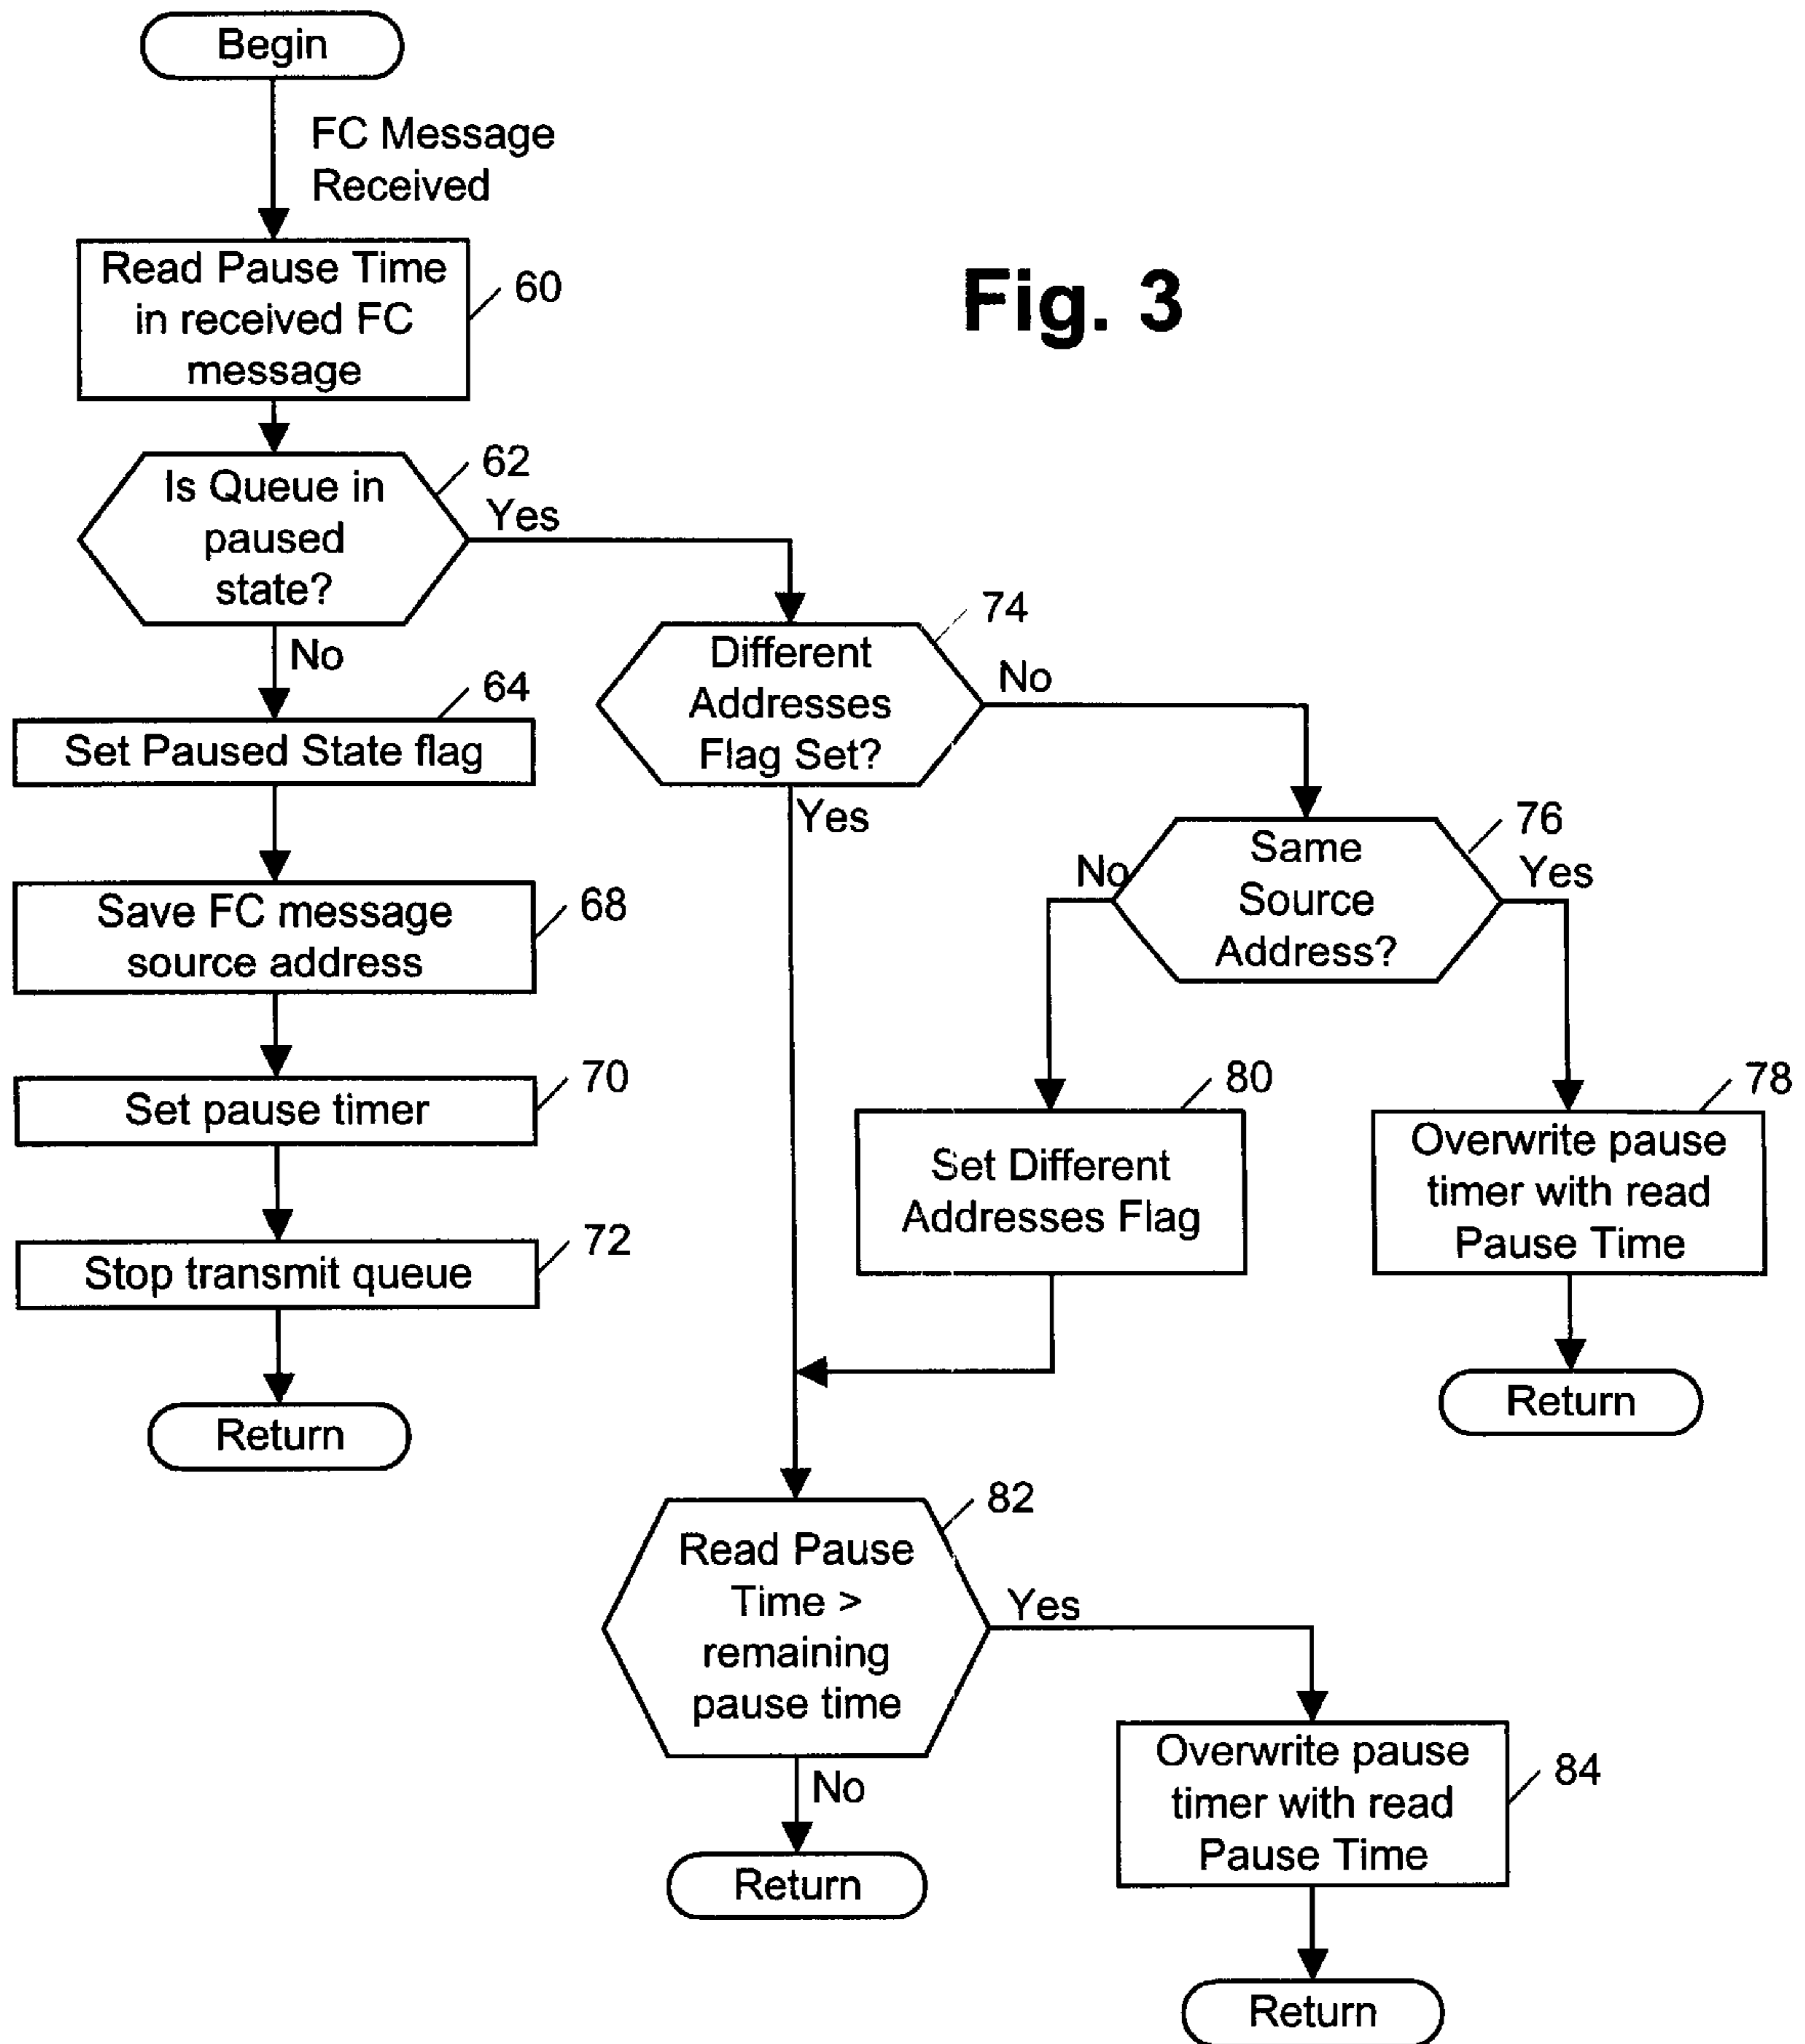 Begin
FC Message
Received
Read Pause Time
in received FC
message
60
Fig. 3
Is Queue in
paused
state?
62
Yes
No
Different
Addresses
Flag Set?
74
No
Yes
64
Set Paused State flag
Same
Source
Address?
76
No
Yes
Save FC message
source address
68
Set pause timer
70
Set Different
Addresses Flag
80
Overwrite pause
timer with read
Pause Time
78
Stop transmit queue
72
Return
Return
Read Pause
Time >
remaining
pause time
82
Yes
No
Overwrite pause
timer with read
Pause Time
84
Return
Return